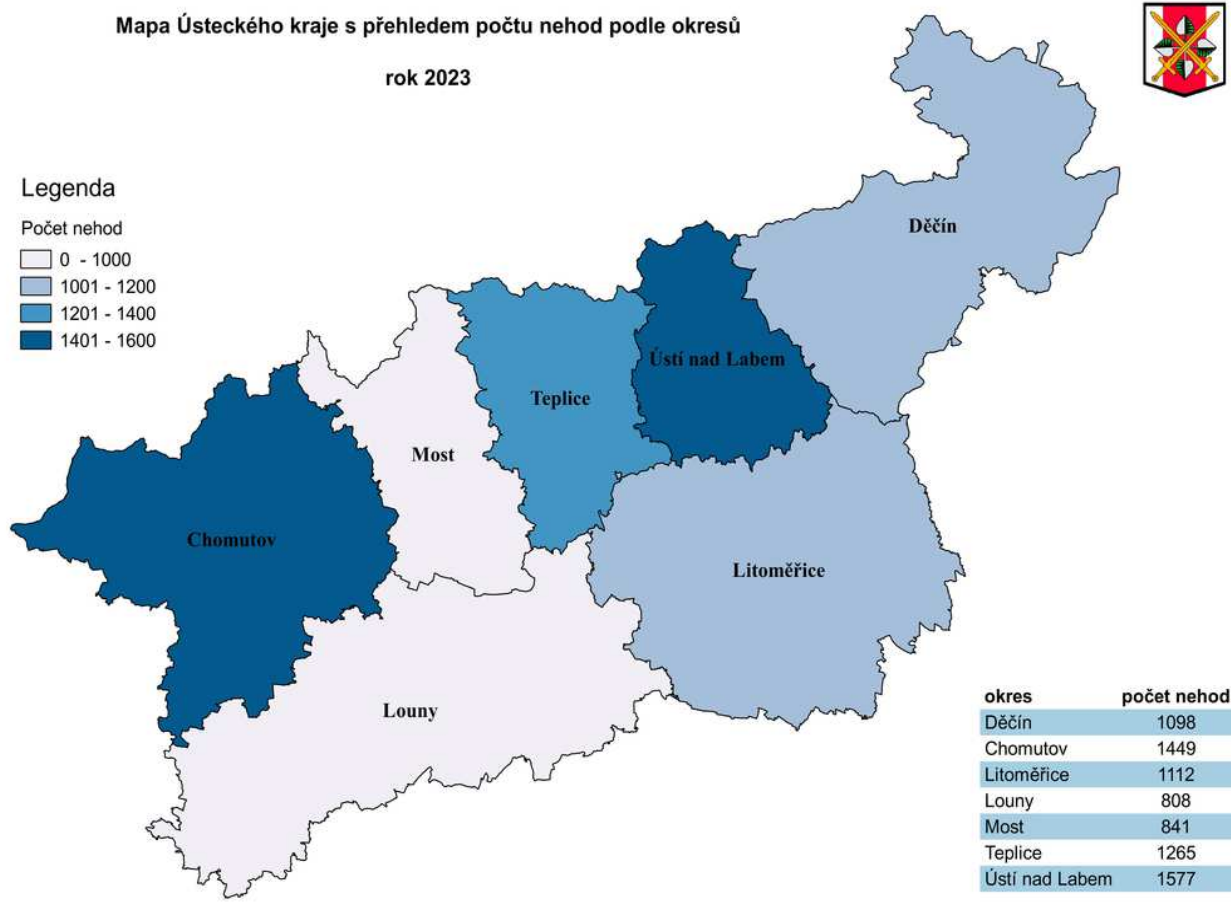 Mapa Ústeckého kraje s přehledem počtu nehod podle okresů
rok 2023
Legenda
Počet nehod
0 - 1000
1001 - 1200
1201 - 1400
1401 - 1600
Děčín
Ústí nad Labem
Teplice
Most
Chomutov
Litoměřice
Louny
okres počet nehod
Děčín 1098
Chomutov 1449
Litoměřice 1112
Louny 808
Most 841
Teplice 1265
Ústí nad Labem 1577